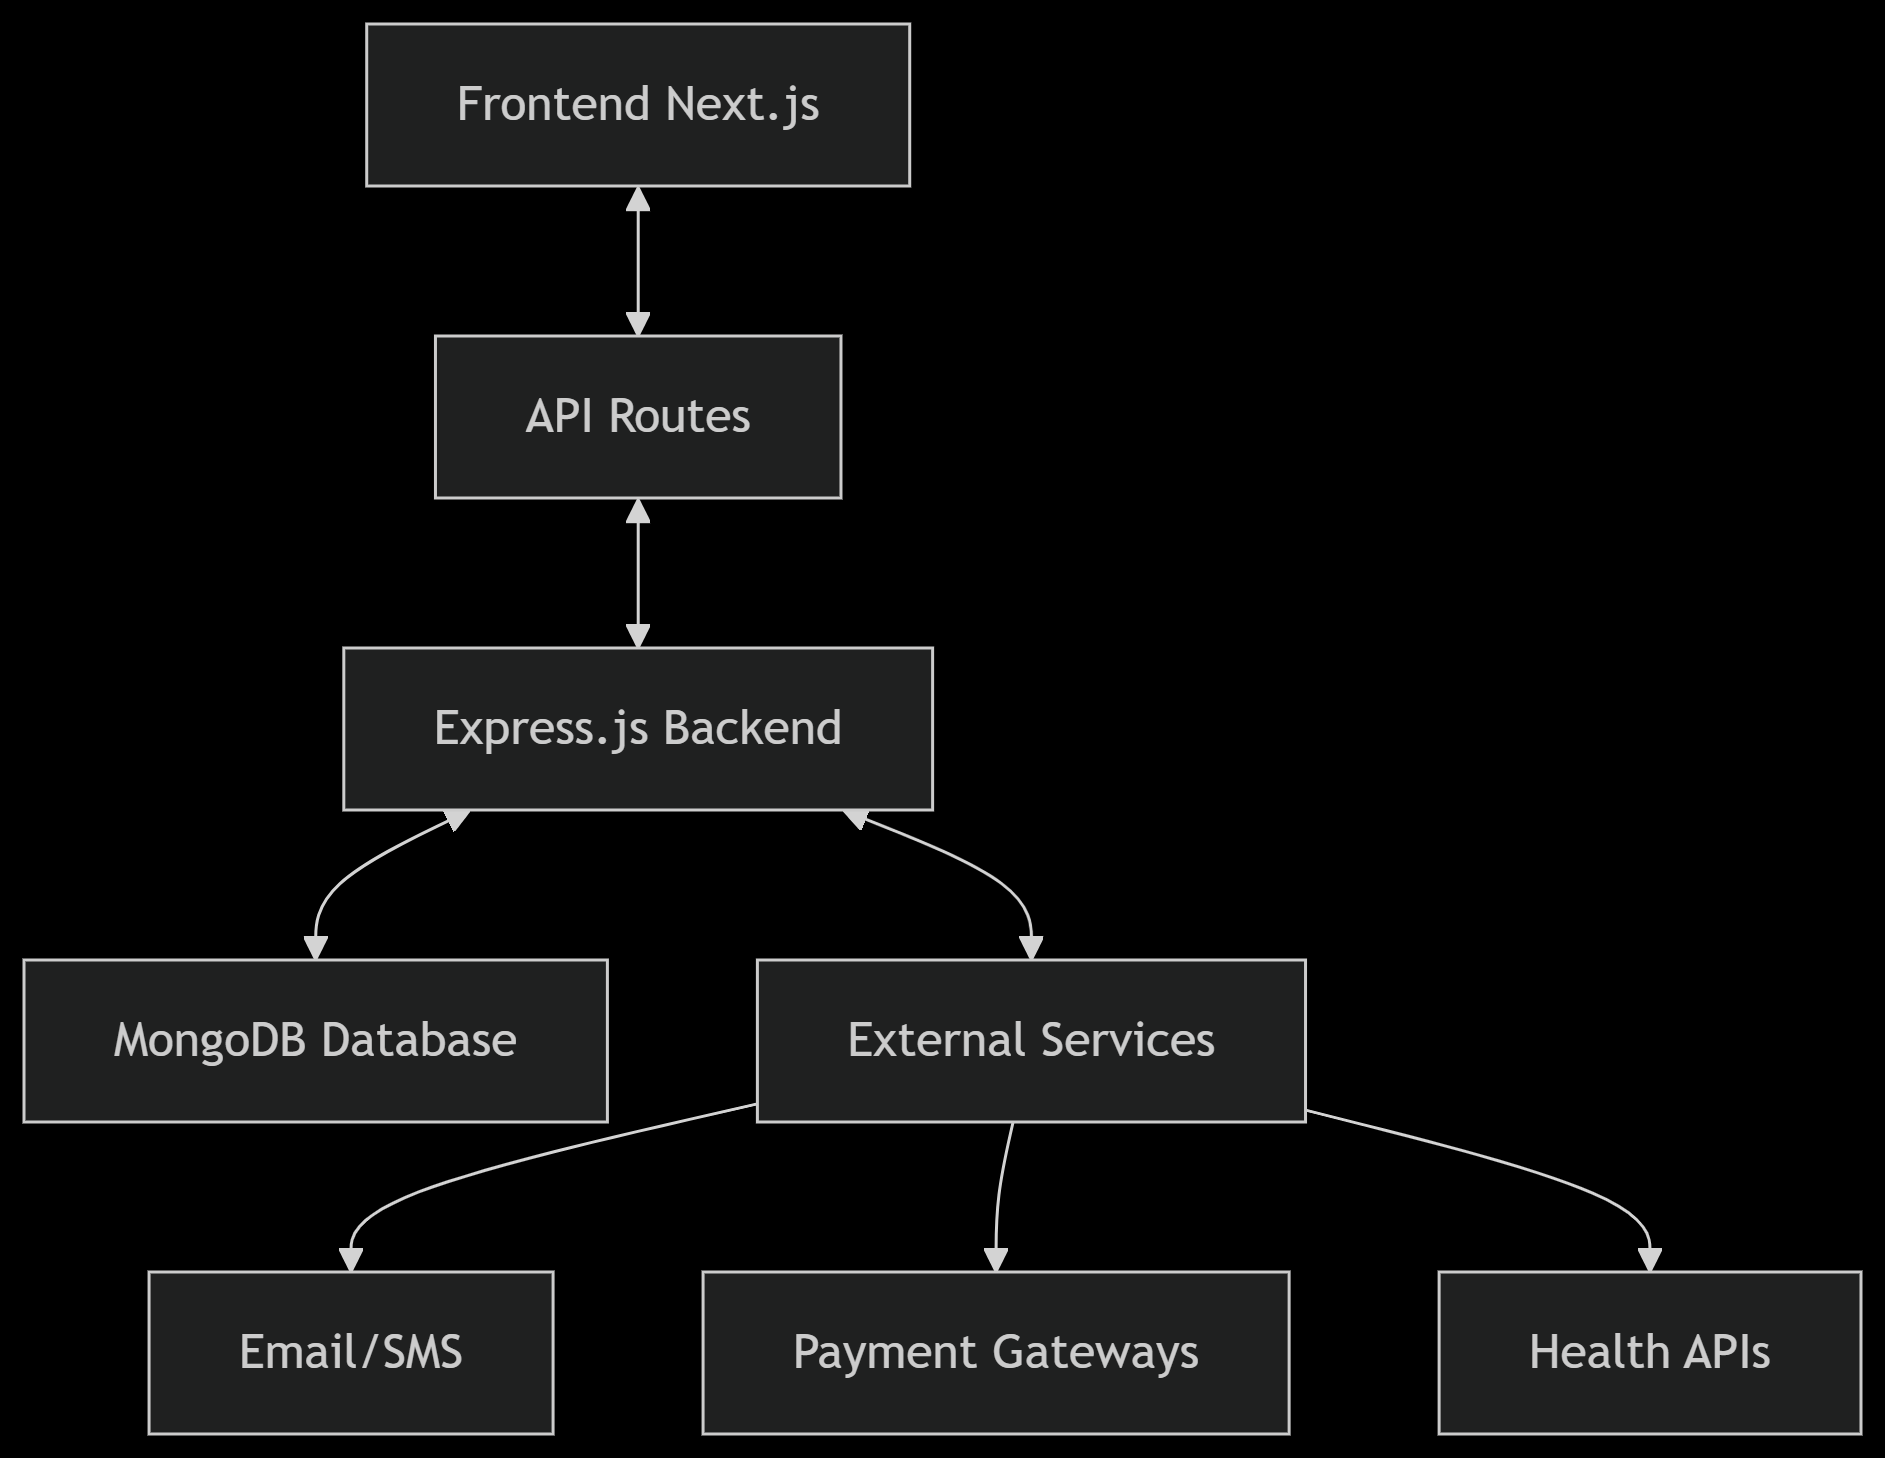 Frontend Next.js
API Routes
Express.js Backend
MongoDB Database
External Services
Email/SMS
Payment Gateways
Health APIs